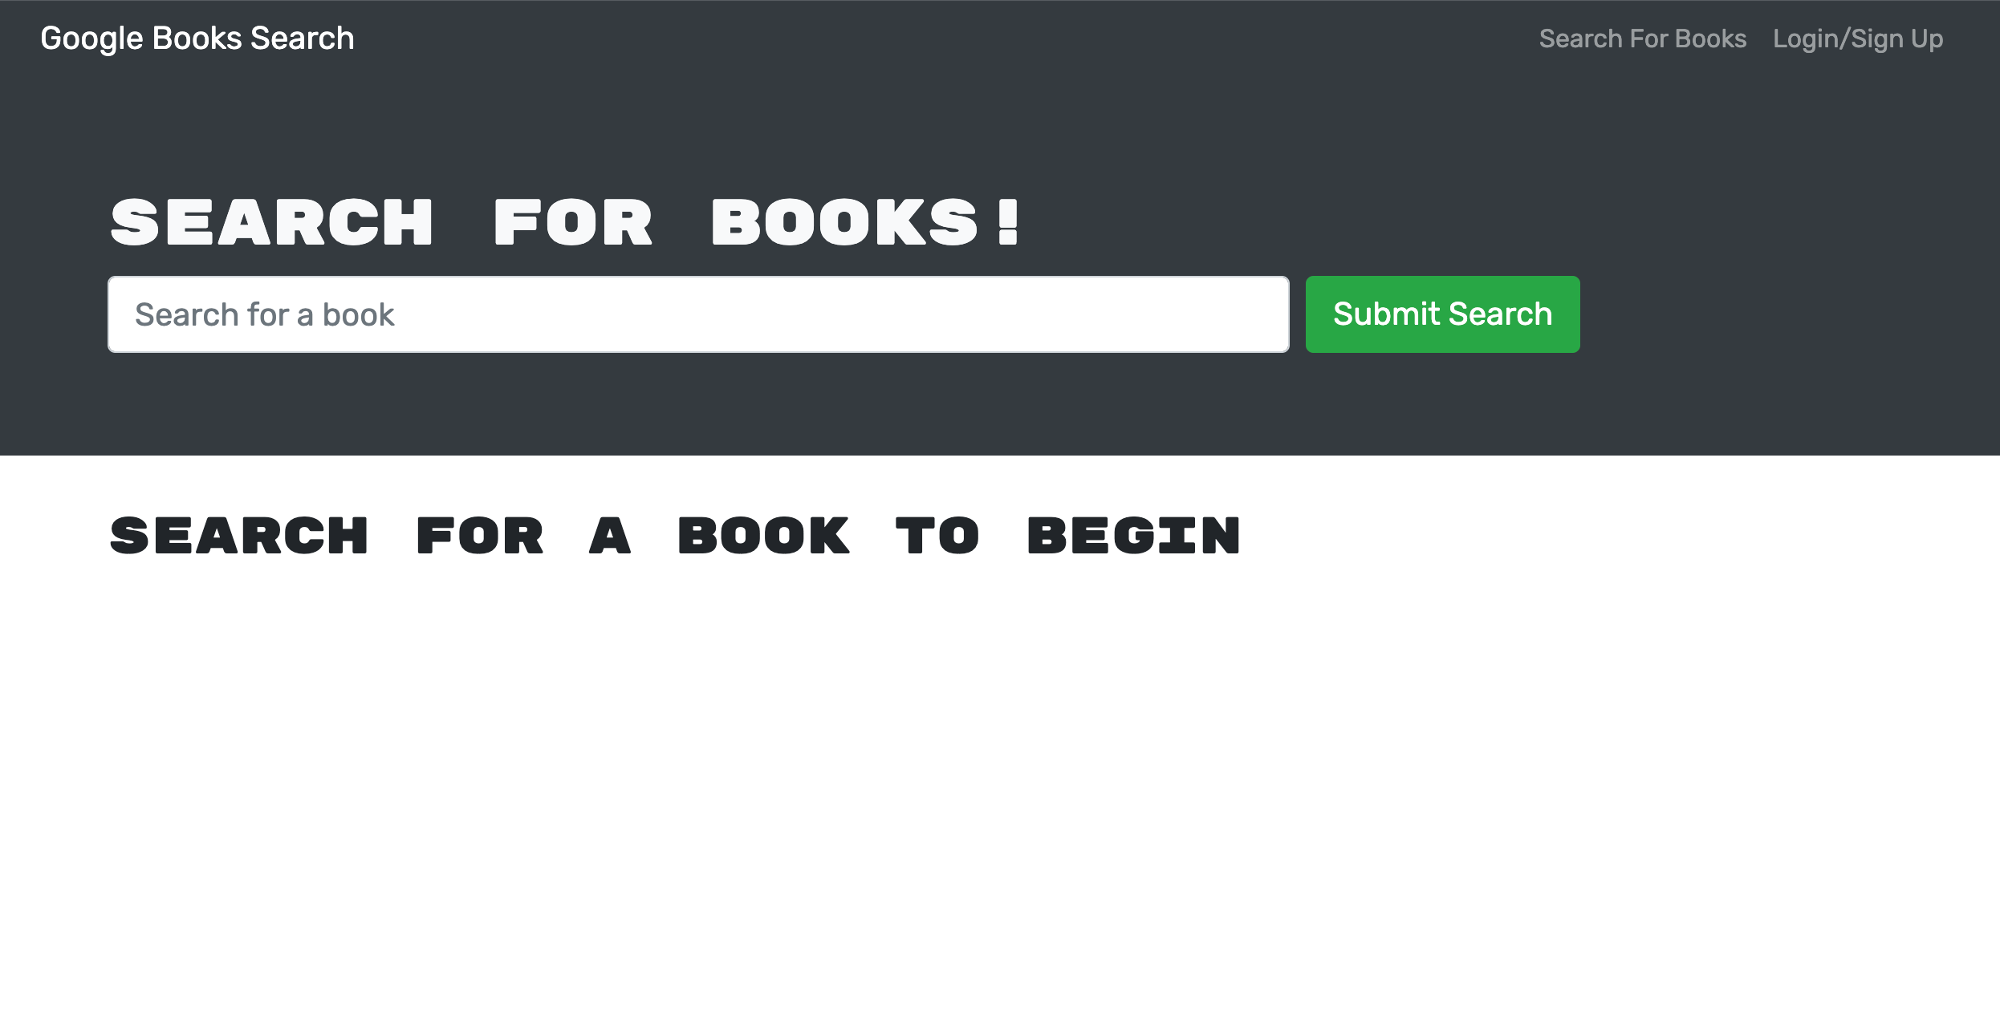 Google Books Search
Search For Books
Login/Sign Up
SEARCH FOR BOOKS!
Search for a book
Submit Search
SEARCH FOR A BOOK TO BEGIN